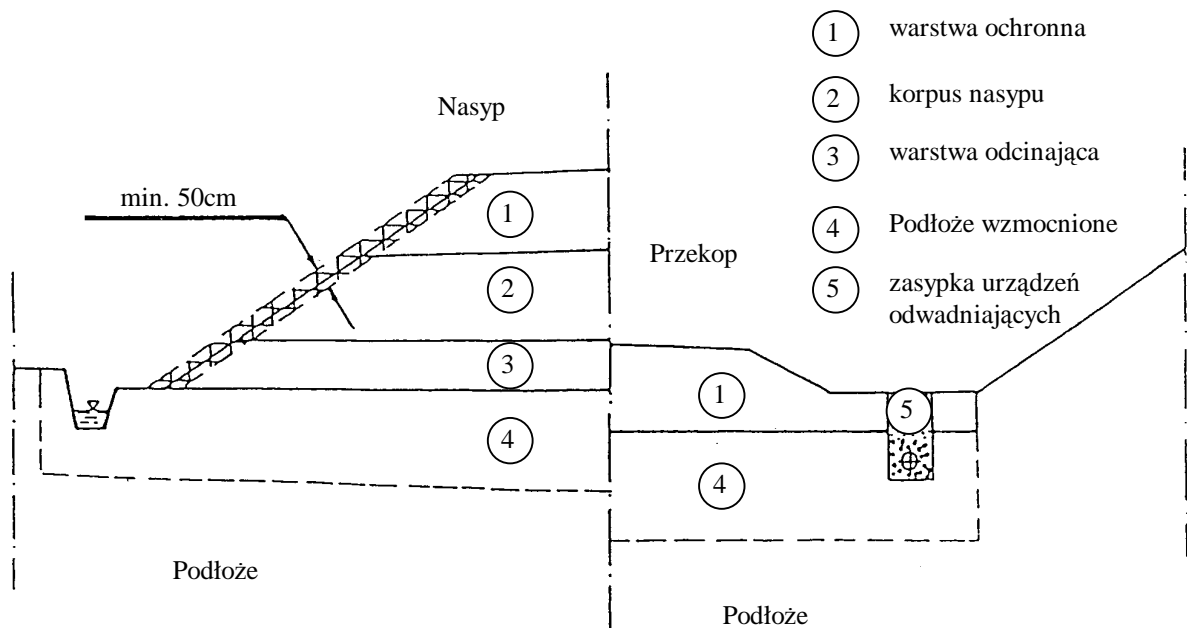 Nasyp
min. 50cm
1
2
3
4
Podłoże
Przekop
1
5
4
Podłoże
1 warstwa ochronna
2 korpus nasypu
3 warstwa odcinająca
4 Podłoże wzmocnione
5 zasypka urządzeń
odwadniających